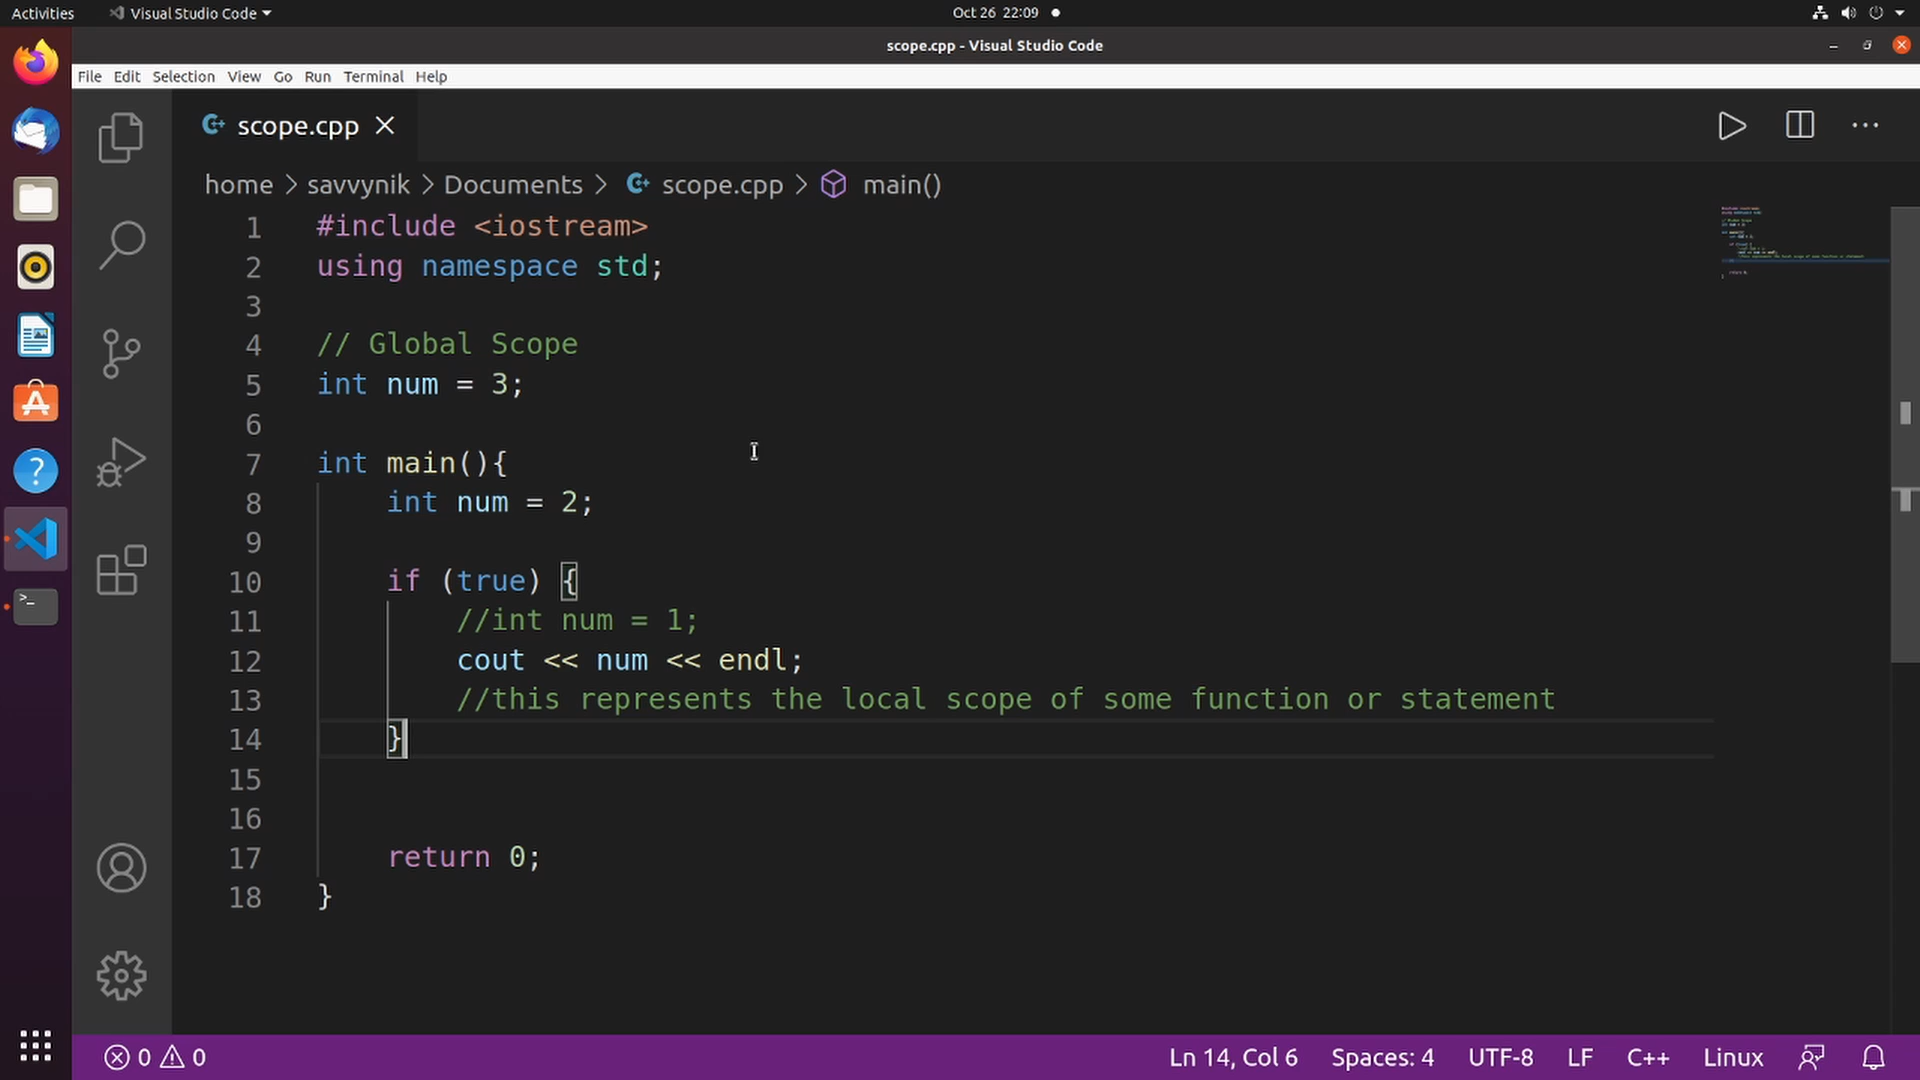 Activities
Visual Studio Code
Oct 26 22:09
scope.cpp - Visual Studio Code
File Edit Selection View Go Run Terminal Help
scope.cpp
home > savvynik > Documents > scope.cpp > main()
1 #include <iostream>
2 using namespace std;
3
4 // Global Scope
5 int num = 3;
6
7 int main(){
8 int num = 2;
9
10 if (true) {
11 //int num = 1;
12 cout << num << endl;
13 //this represents the local scope of some function or statement
14 }
15
16
17 return 0;
18 }
0 0
Ln 14, Col 6 Spaces: 4 UTF-8 LF C++ Linux